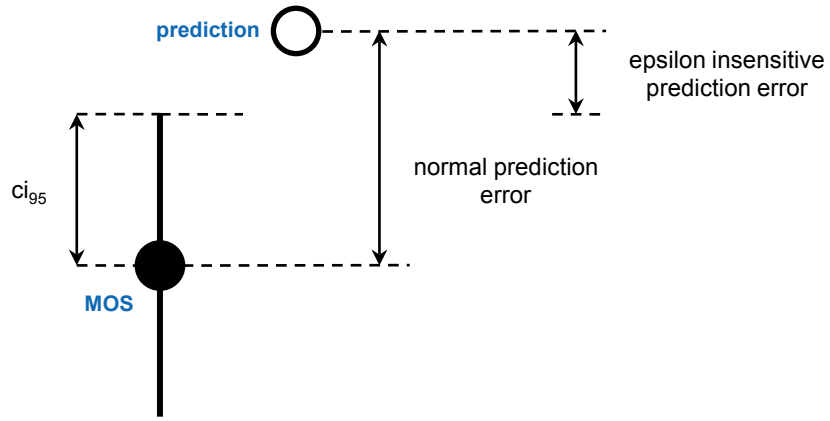 prediction
epsilon insensitive
prediction error
normal prediction
error
ci₉₅
MOS